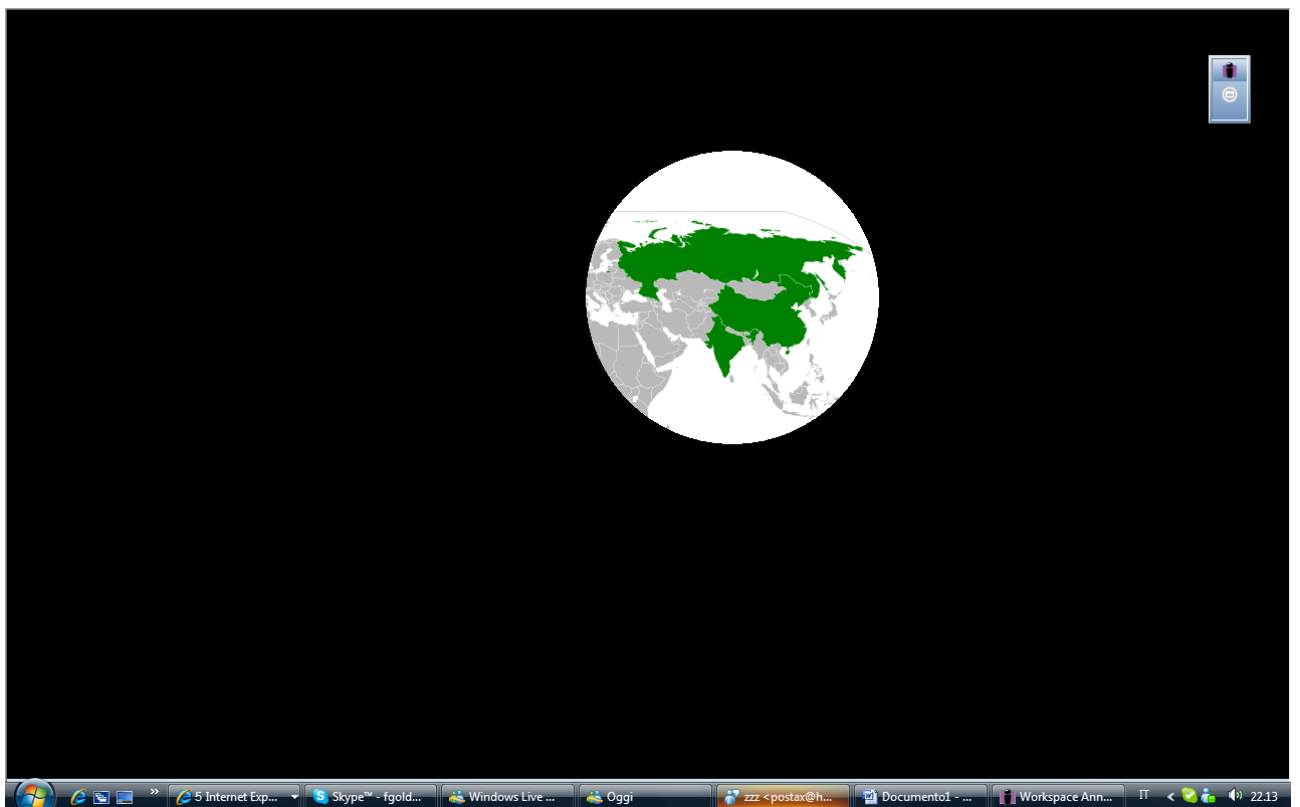 » 5 Internet Exp... Skype™ - fgold... Windows Live ... Oggi zzz <postax@h... Documento1 - ... Workspace Ann... IT < 22.13